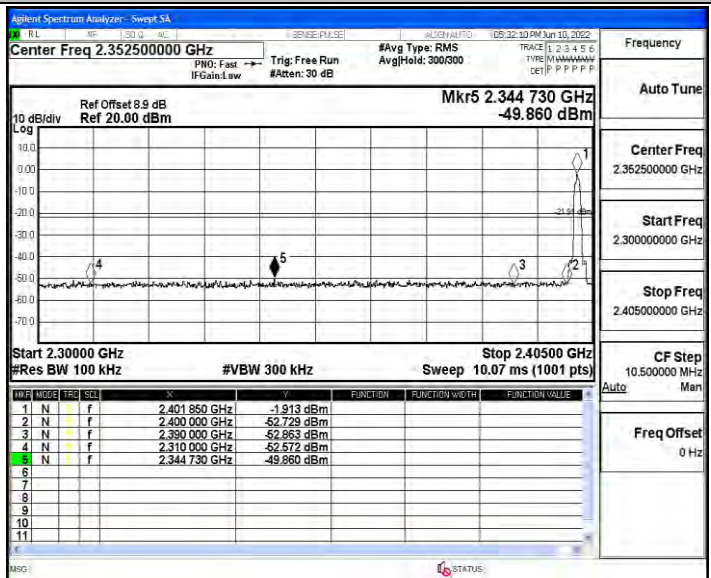 Agilent Spectrum Analyzer - Swept SA
RL RF 50 Ω AC SENSE:PULSE ALIGN AUTO 05:32:10 PM Jun 10, 2022
Center Freq 2.352500000 GHz
#Avg Type: RMS
TRACE 1 2 3 4 5 6
PNO: Fast
Trig: Free Run
Avg|Hold: 300/300
TYPE M WWWWW
IFGain:Low
#Atten: 30 dB
DET P P P P P P
Mkr5 2.344 730 GHz
-49.860 dBm
Ref Offset 8.9 dB
10 dB/div Ref 20.00 dBm
Log
10.0
0.00
-10.0
-20.0
-21.91 dBm
-30.0
-40.0
-50.0
-60.0
-70.0
1
4
5
3
2
Start 2.30000 GHz Stop 2.40500 GHz
#Res BW 100 kHz #VBW 300 kHz Sweep 10.07 ms (1001 pts)
MKR MODE TRC SCL X Y FUNCTION FUNCTION WIDTH FUNCTION VALUE
1 N f 2.401 850 GHz -1.913 dBm
2 N f 2.400 000 GHz -52.729 dBm
3 N f 2.390 000 GHz -52.863 dBm
4 N f 2.310 000 GHz -52.572 dBm
5 N f 2.344 730 GHz -49.860 dBm
6
7
8
9
10
11
MSG STATUS
Frequency
Auto Tune
Center Freq
2.352500000 GHz
Start Freq
2.300000000 GHz
Stop Freq
2.405000000 GHz
CF Step
10.500000 MHz
Auto Man
Freq Offset
0 Hz